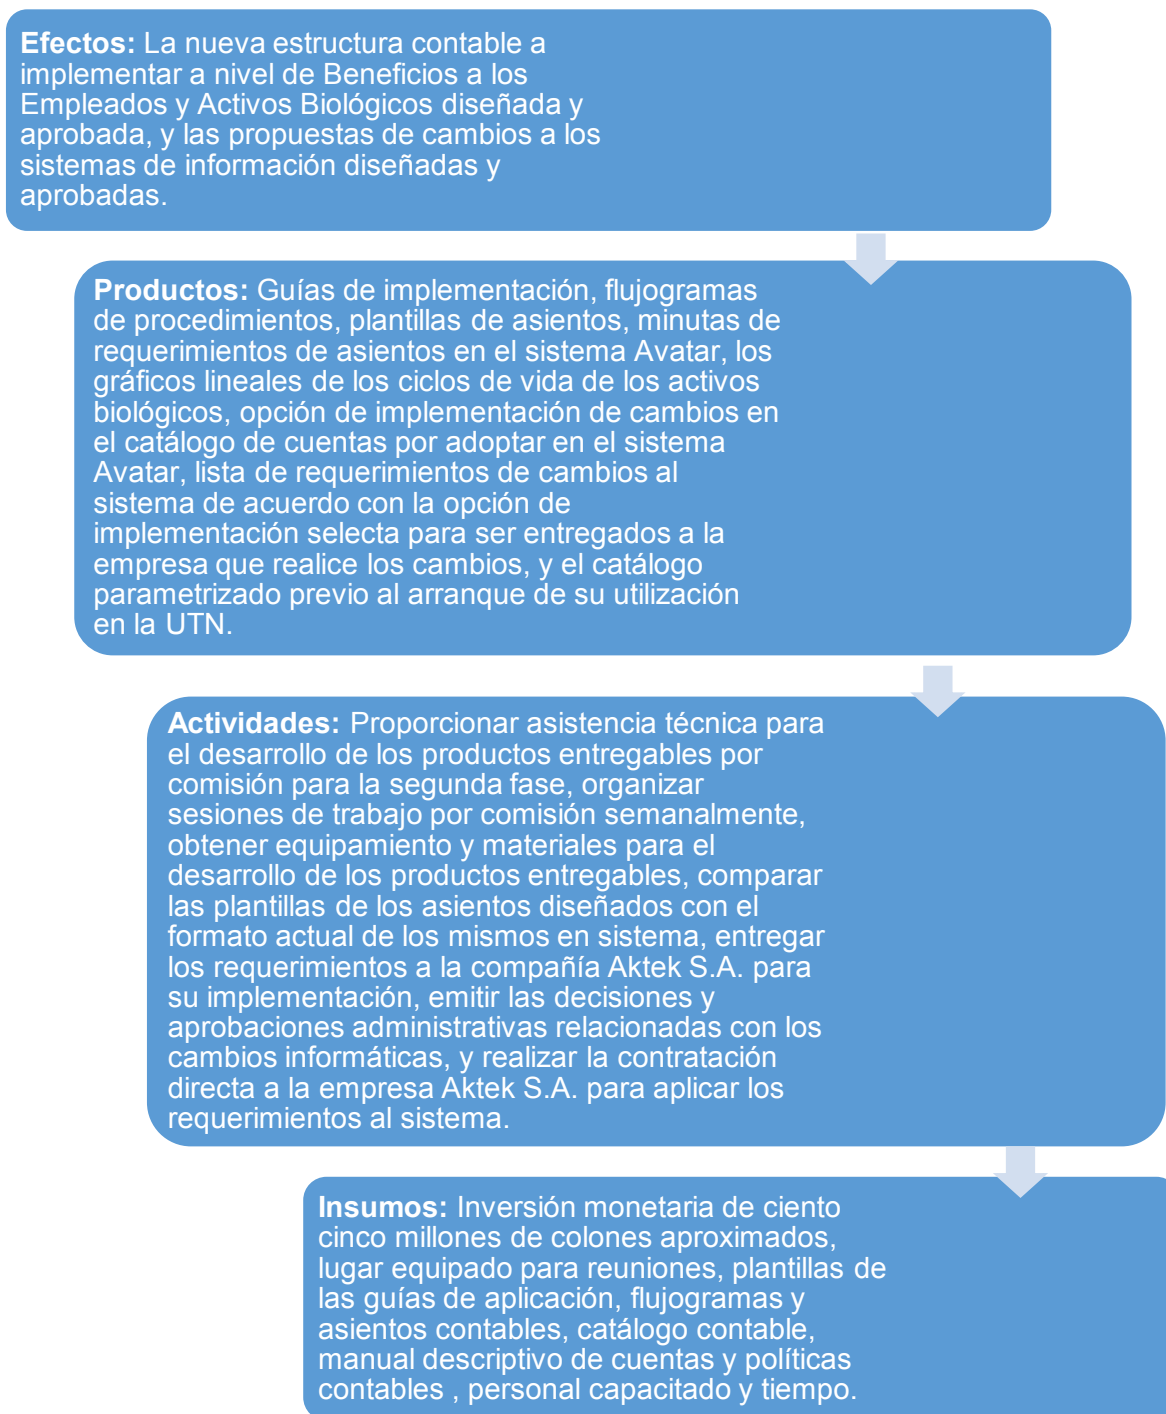 Efectos: La nueva estructura contable a
implementar a nivel de Beneficios a los
Empleados y Activos Biológicos diseñada y
aprobada, y las propuestas de cambios a los
sistemas de información diseñadas y
aprobadas.
Productos: Guías de implementación, flujogramas
de procedimientos, plantillas de asientos, minutas de
requerimientos de asientos en el sistema Avatar, los
gráficos lineales de los ciclos de vida de los activos
biológicos, opción de implementación de cambios en
el catálogo de cuentas por adoptar en el sistema
Avatar, lista de requerimientos de cambios al
sistema de acuerdo con la opción de
implementación selecta para ser entregados a la
empresa que realice los cambios, y el catálogo
parametrizado previo al arranque de su utilización
en la UTN.
Actividades: Proporcionar asistencia técnica para
el desarrollo de los productos entregables por
comisión para la segunda fase, organizar
sesiones de trabajo por comisión semanalmente,
obtener equipamiento y materiales para el
desarrollo de los productos entregables, comparar
las plantillas de los asientos diseñados con el
formato actual de los mismos en sistema, entregar
los requerimientos a la compañía Aktek S.A. para
su implementación, emitir las decisiones y
aprobaciones administrativas relacionadas con los
cambios informáticas, y realizar la contratación
directa a la empresa Aktek S.A. para aplicar los
requerimientos al sistema.
Insumos: Inversión monetaria de ciento
cinco millones de colones aproximados,
lugar equipado para reuniones, plantillas de
las guías de aplicación, flujogramas y
asientos contables, catálogo contable,
manual descriptivo de cuentas y políticas
contables , personal capacitado y tiempo.